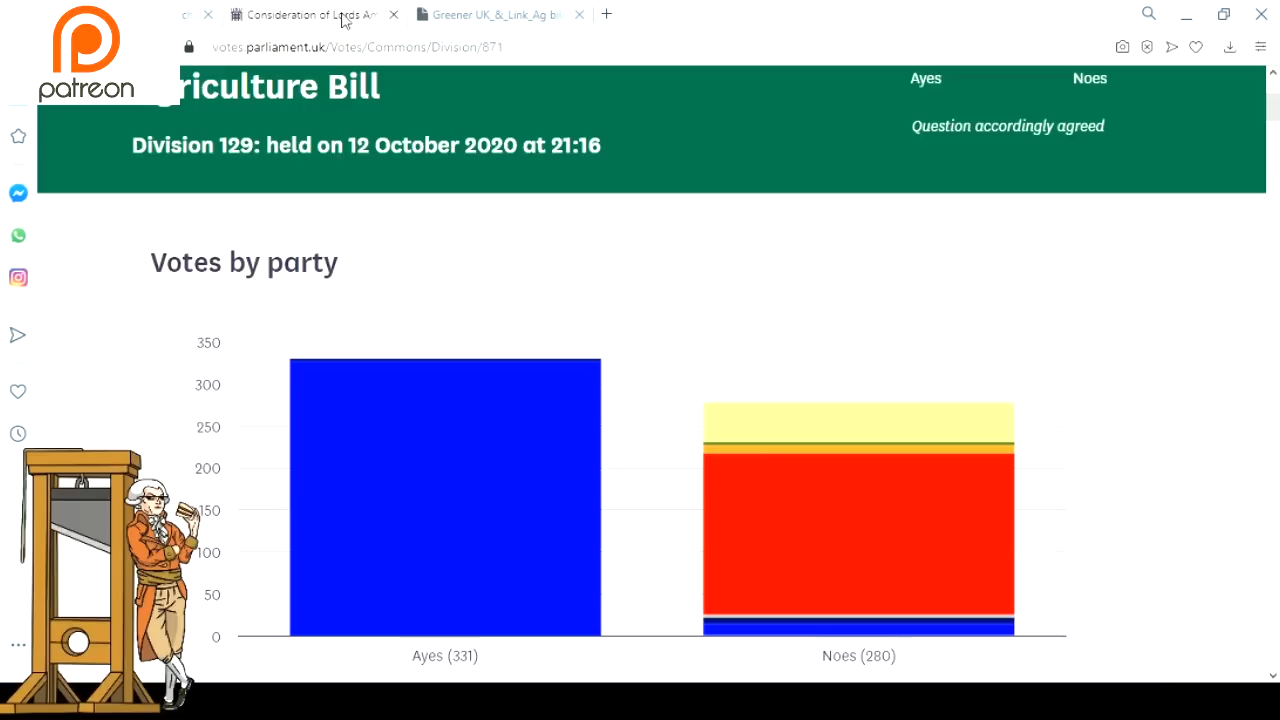 Consideration of Lords Am
Greener UK_&_Link_Ag bi
votes.parliament.uk/Votes/Commons/Division/871
patreon
riculture Bill
Ayes
Noes
Question accordingly agreed
Division 129: held on 12 October 2020 at 21:16
Votes by party
350
300
250
200
150
100
50
0
Ayes (331)
Noes (280)